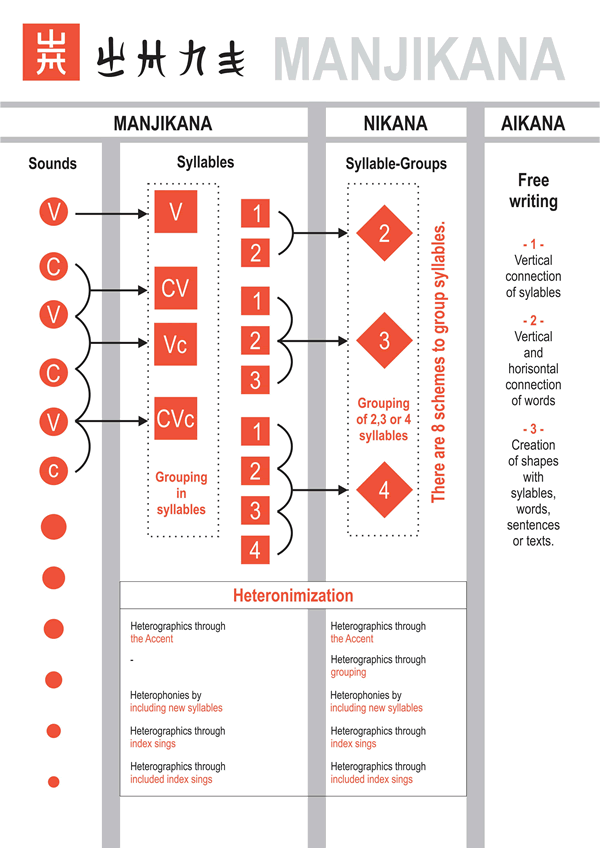 MANJIKANA
MANJIKANA
NIKANA
AIKANA
Sounds
V
C
V
C
V
c
Syllables
V
CV
Vc
CVc
Grouping
in
syllables
1
2
1
2
3
1
2
3
4
Syllable-Groups
2
3
Grouping
of 2,3 or 4
syllables
4
There are 8 schemes to group syllables.
Free
writing
- 1 -
Vertical
connection
of sylables
- 2 -
Vertical
and
horisontal
connection
of words
- 3 -
Creation
of shapes
with
sylables,
words,
sentences
or texts.
Heteronimization
Heterographics through
the Accent
-
Heterophonies by
including new syllables
Heterographics through
index sings
Heterographics through
included index sings
Heterographics through
the Accent
Heterographics through
grouping
Heterophonies by
including new syllables
Heterographics through
index sings
Heterographics through
included index sings